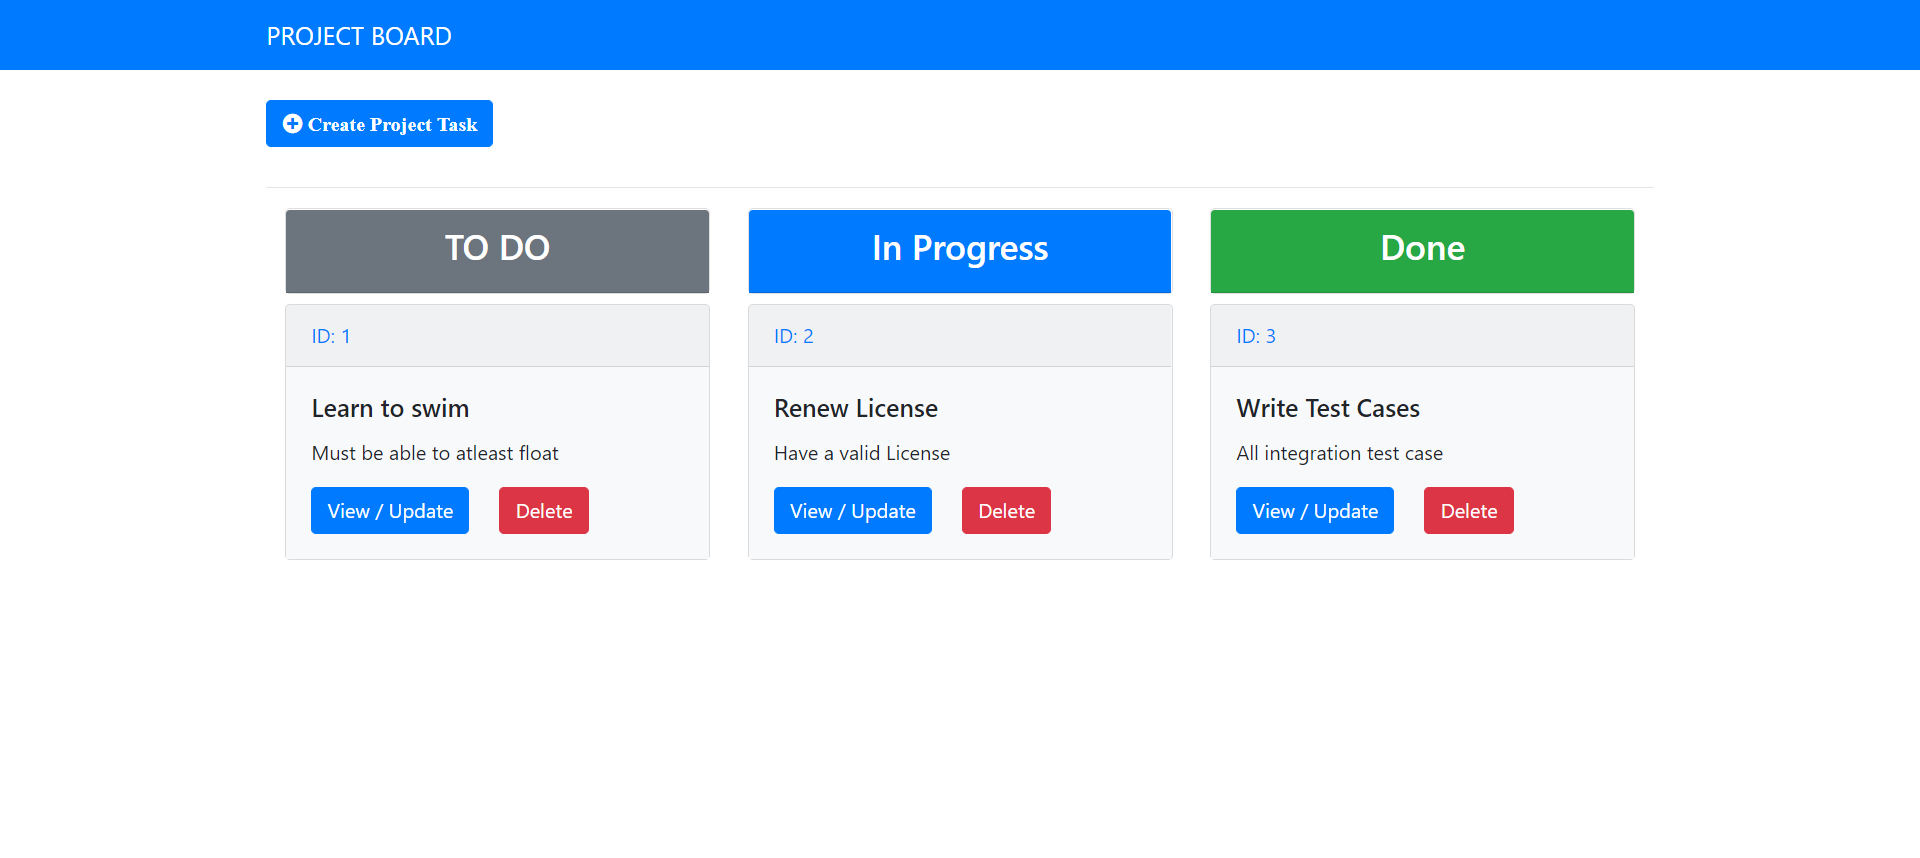 PROJECT BOARD
Create Project Task
TO DO
ID: 1
Learn to swim
Must be able to atleast float
View / Update
Delete
In Progress
ID: 2
Renew License
Have a valid License
View / Update
Delete
Done
ID: 3
Write Test Cases
All integration test case
View / Update
Delete